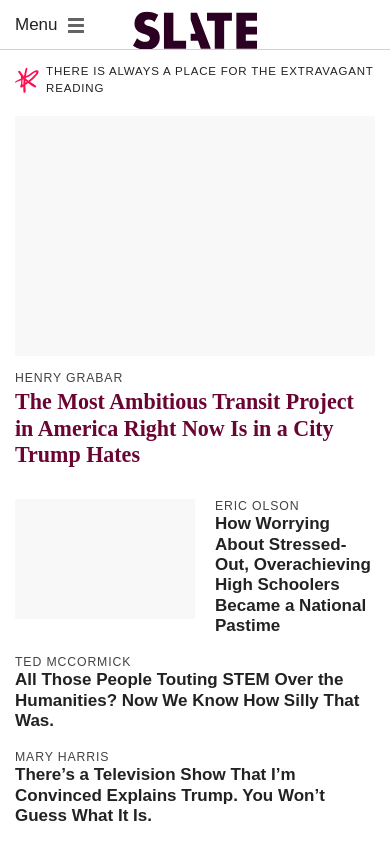 Menu
SLATE
THERE IS ALWAYS A PLACE FOR THE EXTRAVAGANT
READING
HENRY GRABAR
The Most Ambitious Transit Project
in America Right Now Is in a City
Trump Hates
ERIC OLSON
How Worrying
About Stressed-
Out, Overachieving
High Schoolers
Became a National
Pastime
TED MCCORMICK
All Those People Touting STEM Over the
Humanities? Now We Know How Silly That
Was.
MARY HARRIS
There’s a Television Show That I’m
Convinced Explains Trump. You Won’t
Guess What It Is.